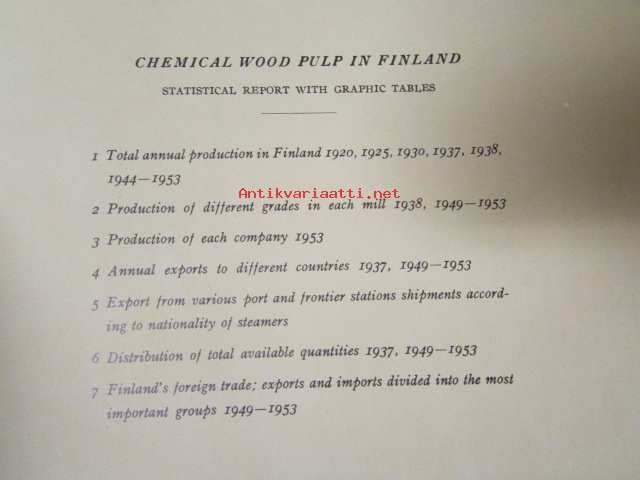 CHEMICAL WOOD PULP IN FINLAND
STATISTICAL REPORT WITH GRAPHIC TABLES
1 Total annual production in Finland 1920, 1925, 1930, 1937, 1938,
1944—1953
Antikvariaatti.net
2 Production of different grades in each mill 1938, 1949—1953
3 Production of each company 1953
4 Annual exports to different countries 1937, 1949—1953
5 Export from various port and frontier stations shipments accord-
ing to nationality of steamers
6 Distribution of total available quantities 1937, 1949—1953
7 Finland's foreign trade; exports and imports divided into the most
important groups 1949—1953